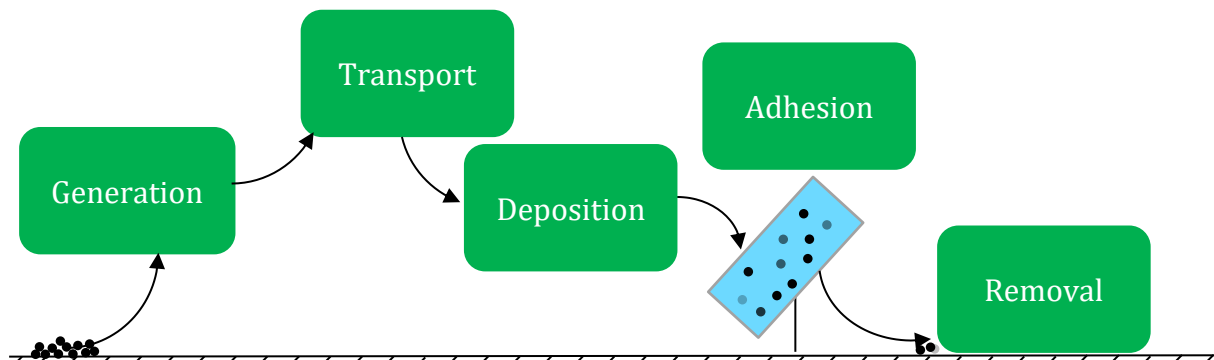 Generation
Transport
Deposition
Adhesion
Removal